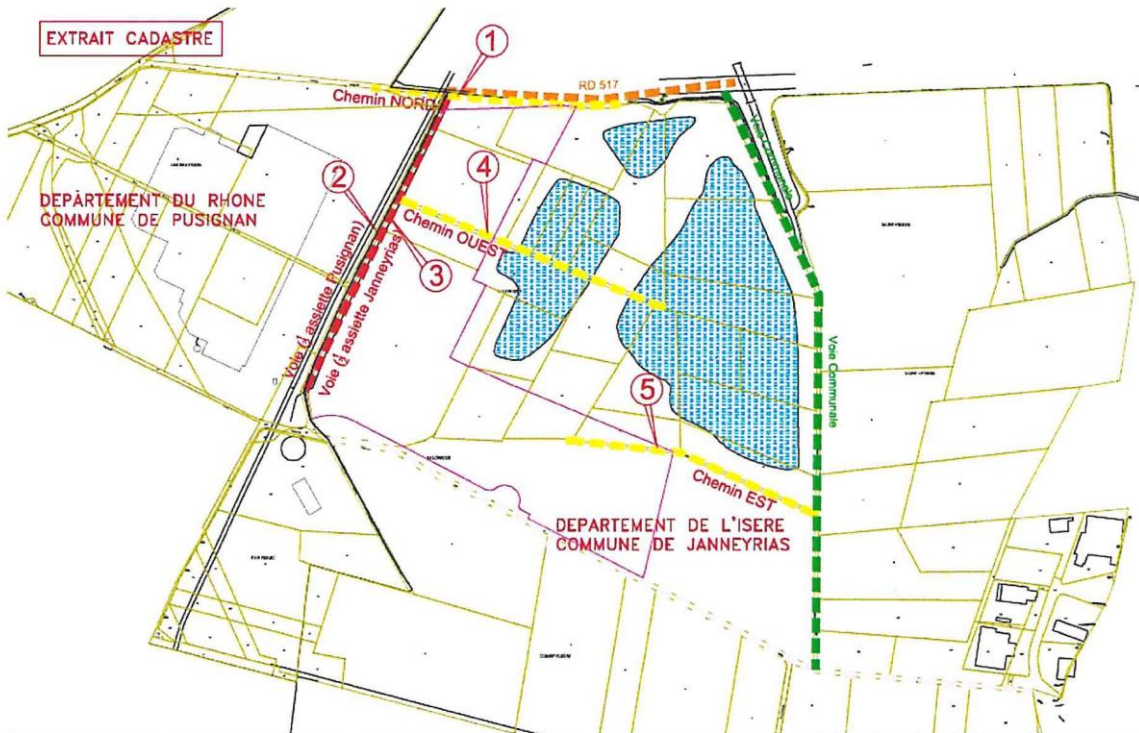 EXTRAIT CADASTRE
1
RD 517
Chemin NORD
Voie Communale
2
4
DEPARTEMENT DU RHONE
COMMUNE DE PUSIGNAN
Chemin OUEST
3
Voie (½ assiette Pusignan)
Voie (½ assiette Janneyrias)
Voie Communale
5
Chemin EST
DEPARTEMENT DE L'ISERE
COMMUNE DE JANNEYRIAS